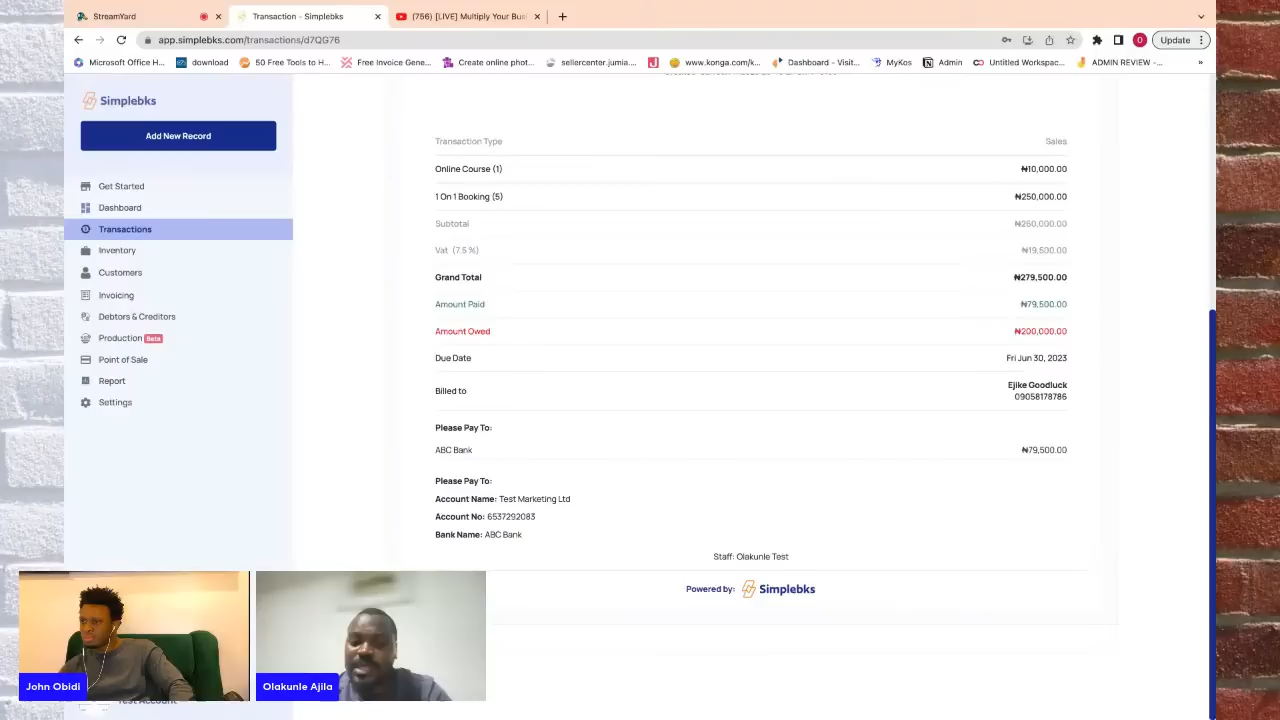 StreamYard
Transaction - Simplebks
(756) [LIVE] Multiply Your Busi
app.simplebks.com/transactions/d7QG76
Update
Microsoft Office H...
download
50 Free Tools to H...
Free Invoice Gene...
Create online phot...
sellercenter.jumia....
www.konga.com/k...
Dashboard - Visit...
MyKos
Admin
Untitled Workspac...
ADMIN REVIEW -...
Simplebks
Add New Record
Get Started
Dashboard
Transactions
Inventory
Customers
Invoicing
Debtors & Creditors
Production Beta
Point of Sale
Report
Settings
Transaction Type Sales
Online Course (1) ₦10,000.00
1 On 1 Booking (5) ₦250,000.00
Subtotal ₦260,000.00
Vat (7.5 %) ₦19,500.00
Grand Total ₦279,500.00
Amount Paid ₦79,500.00
Amount Owed ₦200,000.00
Due Date Fri Jun 30, 2023
Billed to Ejike Goodluck
09058178786
Please Pay To:
ABC Bank ₦79,500.00
Please Pay To:
Account Name: Test Marketing Ltd
Account No: 6537292083
Bank Name: ABC Bank
Staff: Olakunle Test
Powered by: Simplebks
John Obidi
Olakunle Ajila
Test Account